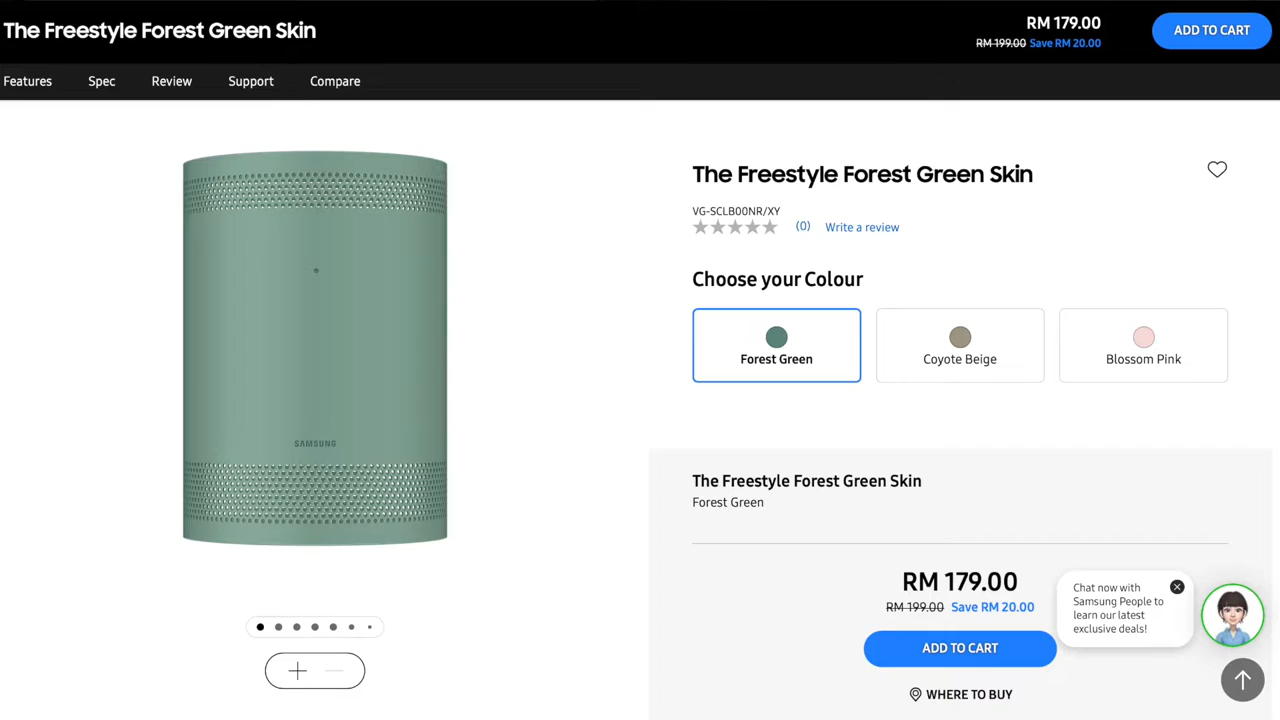 The Freestyle Forest Green Skin
RM 179.00
RM 199.00 Save RM 20.00
ADD TO CART
Features
Spec
Review
Support
Compare
SAMSUNG
The Freestyle Forest Green Skin
VG-SCLB00NR/XY
(0)
Write a review
Choose your Colour
Forest Green
Coyote Beige
Blossom Pink
The Freestyle Forest Green Skin
Forest Green
RM 179.00
RM 199.00 Save RM 20.00
ADD TO CART
WHERE TO BUY
Chat now with
Samsung People to
learn our latest
exclusive deals!